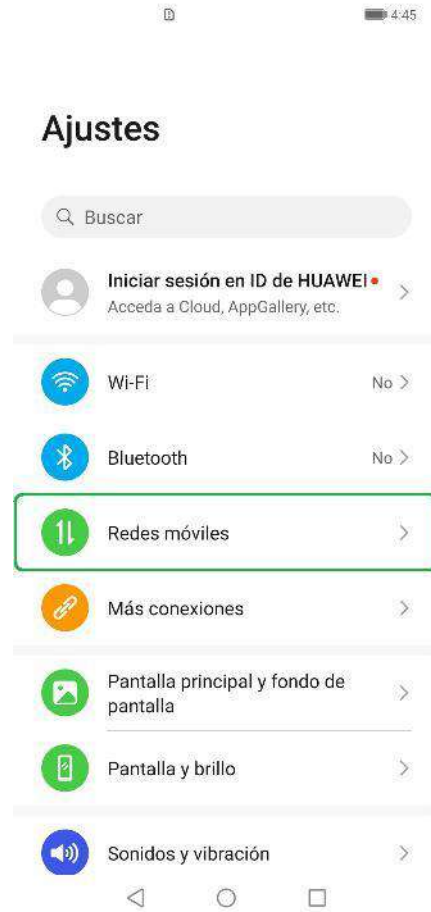 4:45
Ajustes
Buscar
Iniciar sesión en ID de HUAWEI
Acceda a Cloud, AppGallery, etc.
Wi-Fi No
Bluetooth No
Redes móviles
Más conexiones
Pantalla principal y fondo de
pantalla
Pantalla y brillo
Sonidos y vibración